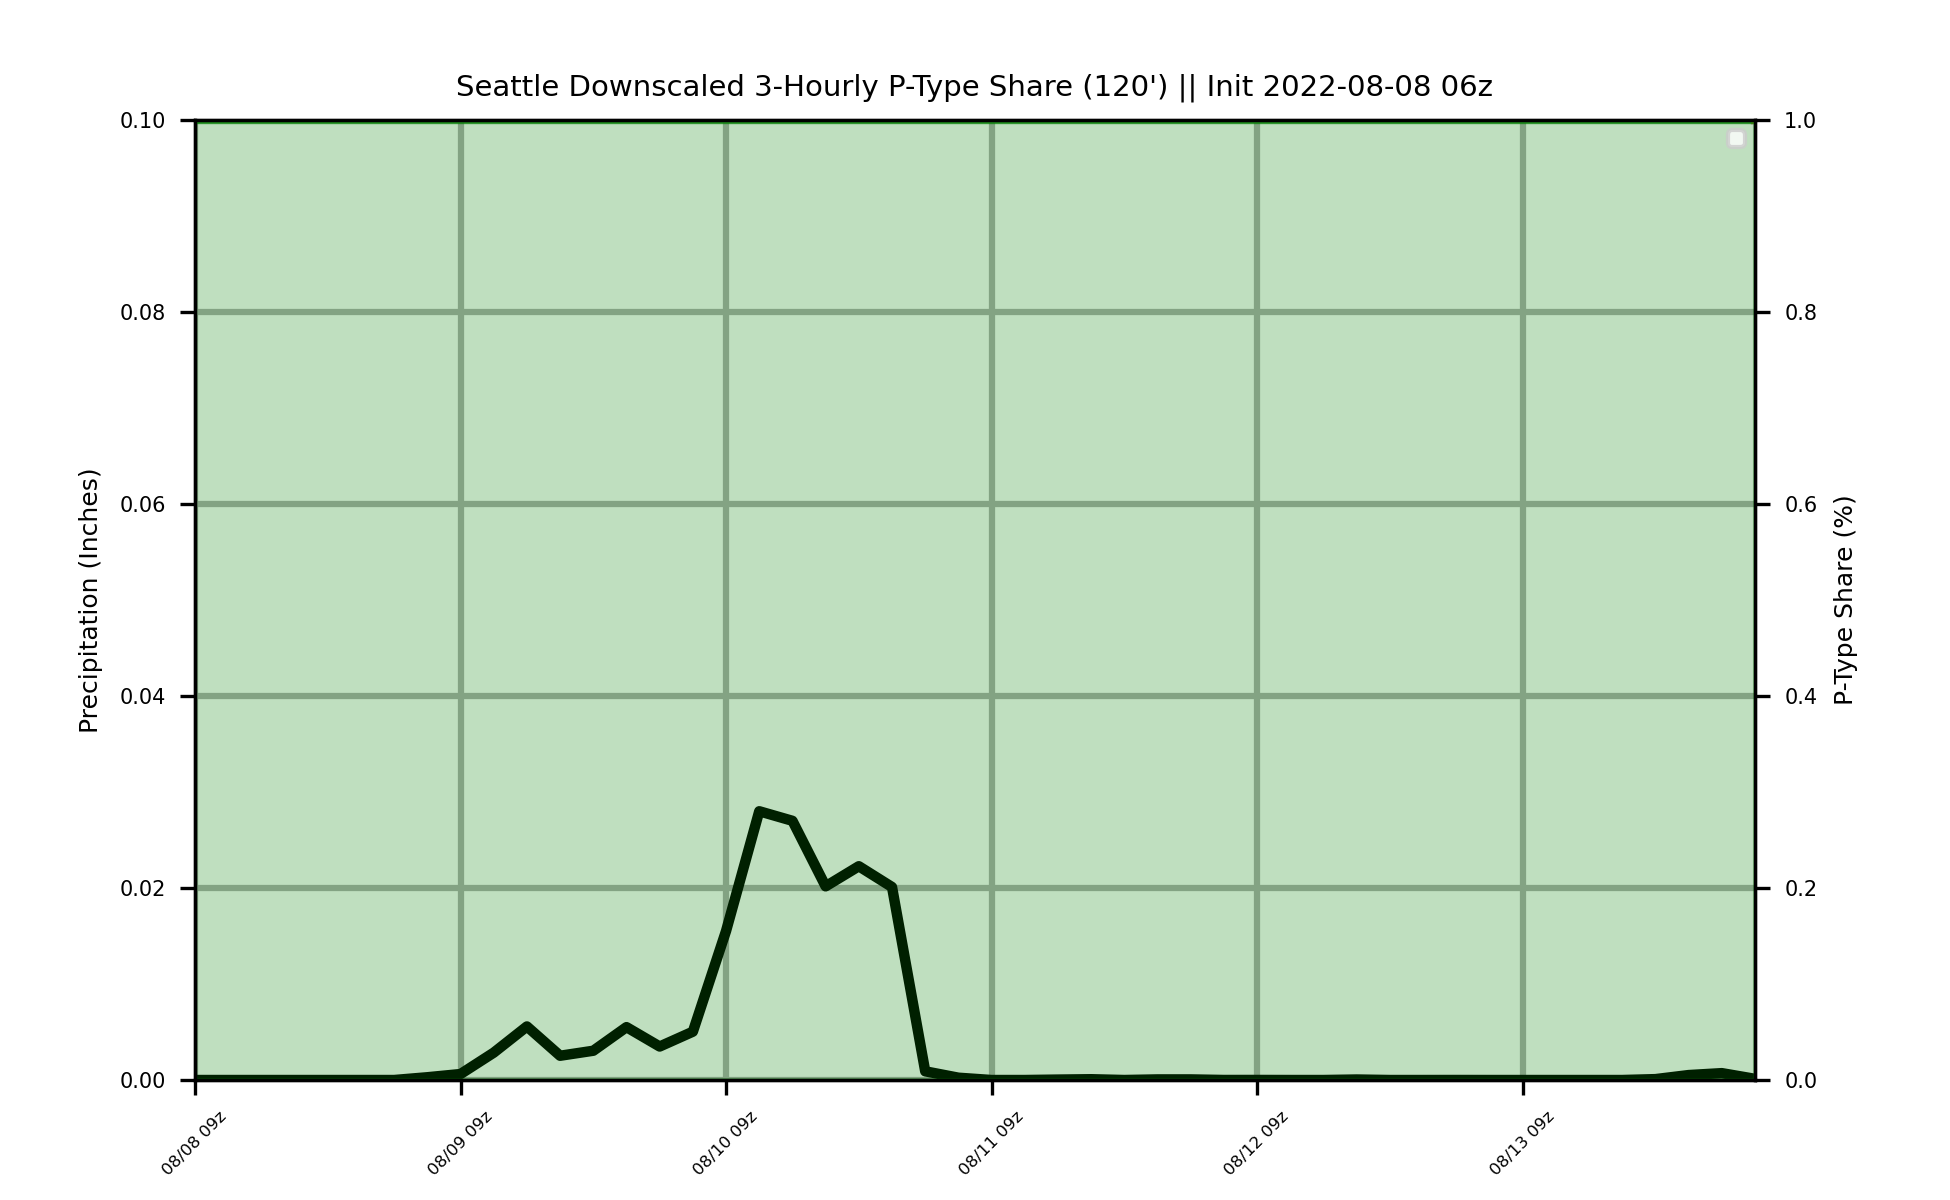 Seattle Downscaled 3-Hourly P-Type Share (120') || Init 2022-08-08 06z
0.10
0.08
0.06
0.04
0.02
0.00
Precipitation (Inches)
1.0
0.8
0.6
0.4
0.2
0.0
P-Type Share (%)
08/08 09z
08/09 09z
08/10 09z
08/11 09z
08/12 09z
08/13 09z